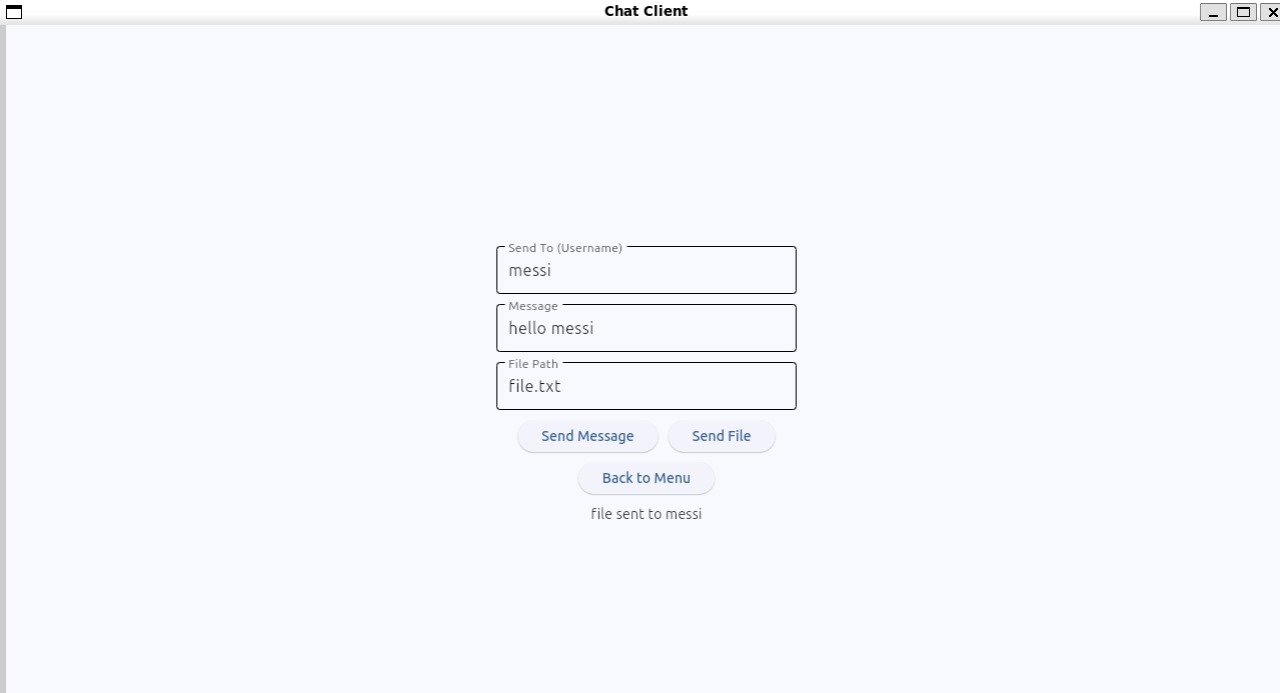 Chat Client
Send To (Username)
messi
Message
hello messi
File Path
file.txt
Send Message Send File
Back to Menu
file sent to messi